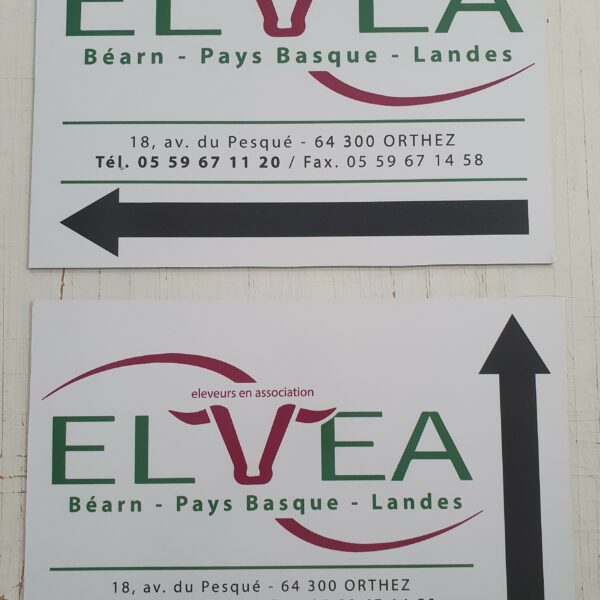 ELVEA
Béarn - Pays Basque - Landes
18, av. du Pesqué - 64 300 ORTHEZ
Tél. 05 59 67 11 20 / Fax. 05 59 67 14 58
eleveurs en association
ELVEA
Béarn - Pays Basque - Landes
18, av. du Pesqué - 64 300 ORTHEZ